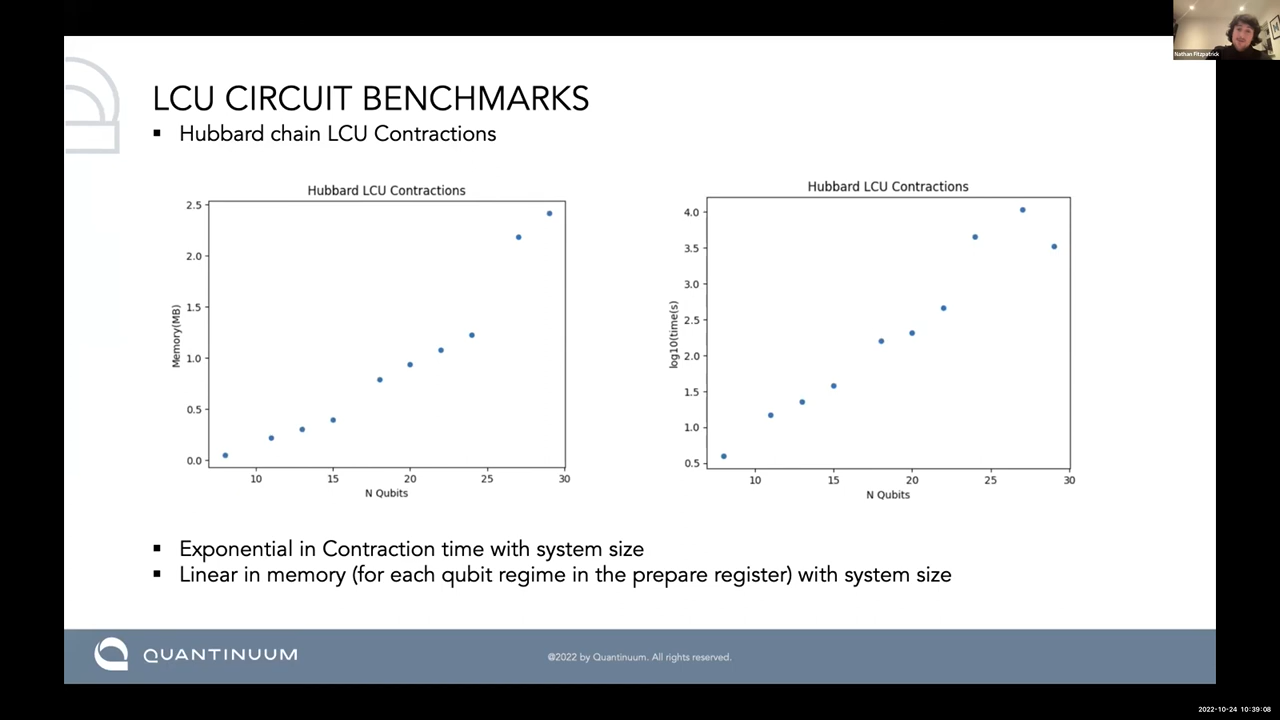 Nathan Fitzpatrick
LCU CIRCUIT BENCHMARKS
▪ Hubbard chain LCU Contractions
Hubbard LCU Contractions
2.5
2.0
1.5
1.0
0.5
0.0
Memory(MB)
10 15 20 25 30
N Qubits
Hubbard LCU Contractions
4.0
3.5
3.0
2.5
2.0
1.5
1.0
0.5
log10(time(s)
10 15 20 25 30
N Qubits
▪ Exponential in Contraction time with system size
▪ Linear in memory (for each qubit regime in the prepare register) with system size
QUANTINUUM
@2022 by Quantinuum. All rights reserved.
2022-10-24 10:39:08